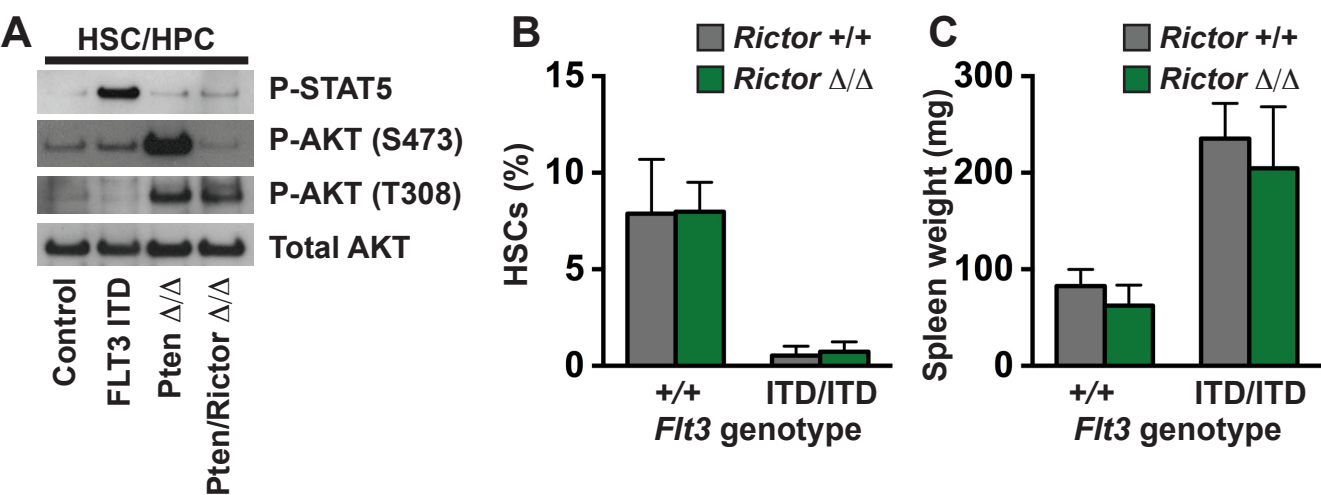 A
HSC/HPC
P-STAT5
P-AKT (S473)
P-AKT (T308)
Total AKT
Control
FLT3 ITD
Pten Δ/Δ
Pten/Rictor Δ/Δ
B
Rictor +/+
Rictor Δ/Δ
HSCs (%)
15
10
5
0
+/+
ITD/ITD
Flt3 genotype
C
Rictor +/+
Rictor Δ/Δ
Spleen weight (mg)
300
200
100
0
+/+
ITD/ITD
Flt3 genotype